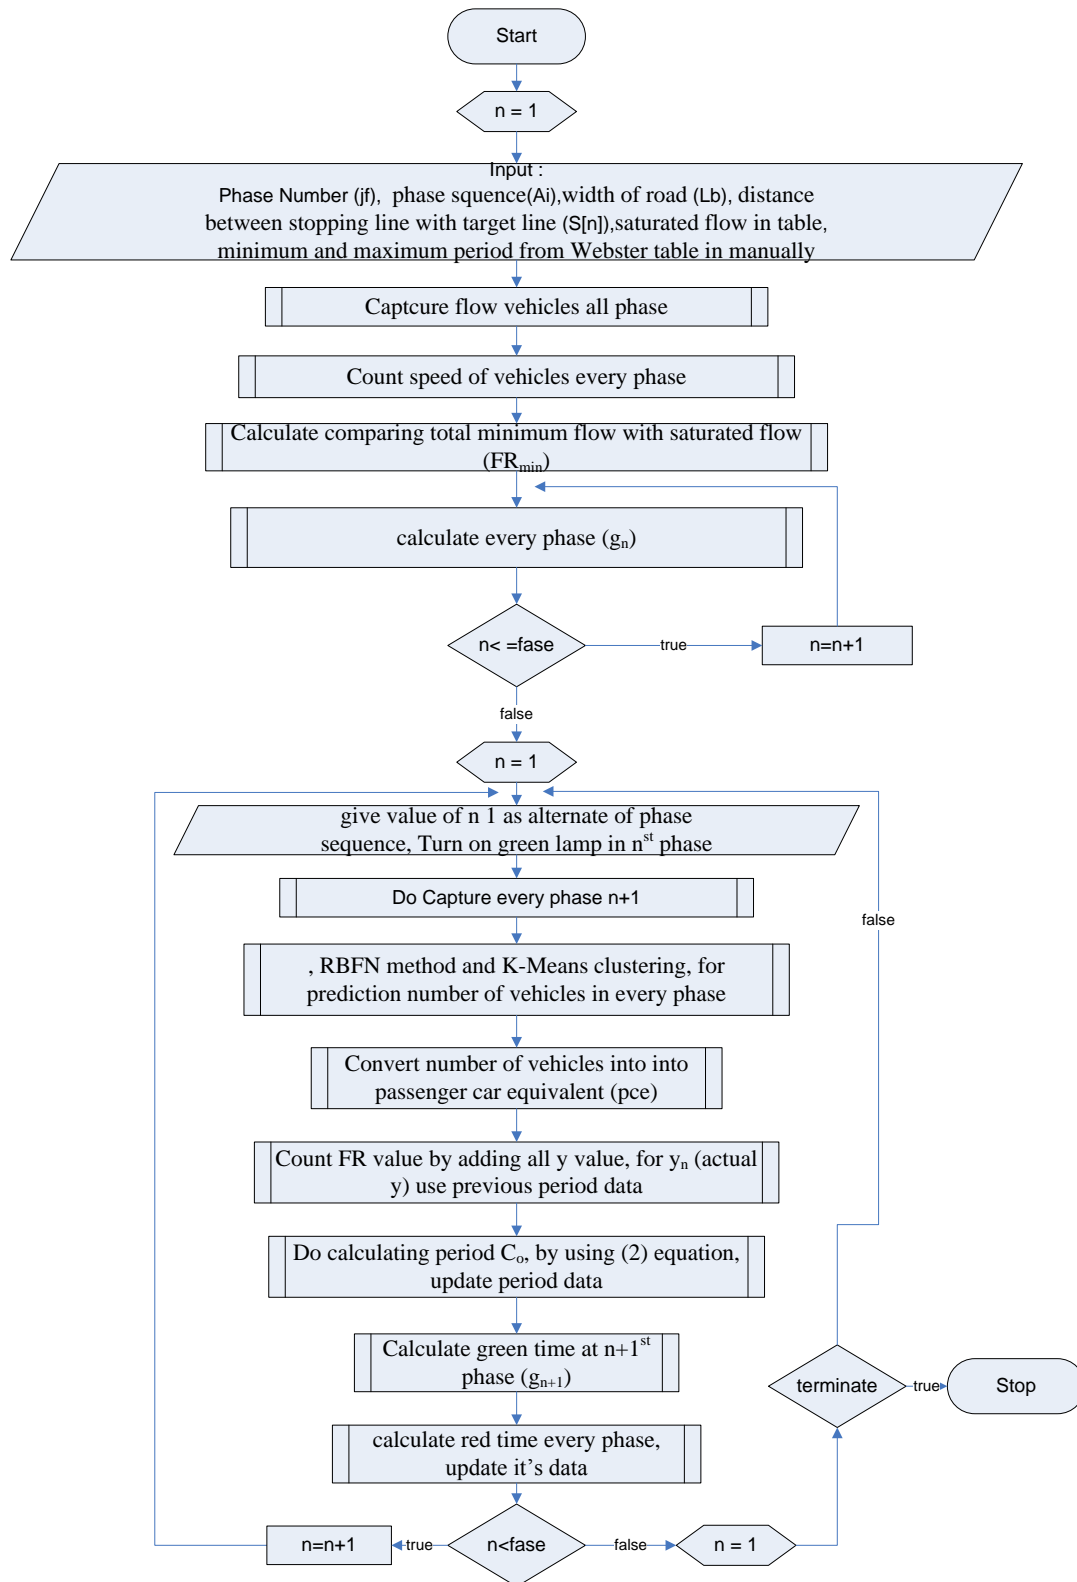 Start
n = 1
Input :
Phase Number (jf), phase squence(Ai),width of road (Lb), distance
between stopping line with target line (S[n]),saturated flow in table,
minimum and maximum period from Webster table in manually
Captcure flow vehicles all phase
Count speed of vehicles every phase
Calculate comparing total minimum flow with saturated flow
(FRmin)
calculate every phase (gn)
n< =fase
true
n=n+1
false
n = 1
give value of n 1 as alternate of phase
sequence, Turn on green lamp in nst phase
Do Capture every phase n+1
false
, RBFN method and K-Means clustering, for
prediction number of vehicles in every phase
Convert number of vehicles into into
passenger car equivalent (pce)
Count FR value by adding all y value, for yn (actual
y) use previous period data
Do calculating period Co, by using (2) equation,
update period data
Calculate green time at n+1st
phase (gn+1)
terminate
true
Stop
calculate red time every phase,
update it's data
n=n+1
true
n<fase
false
n = 1